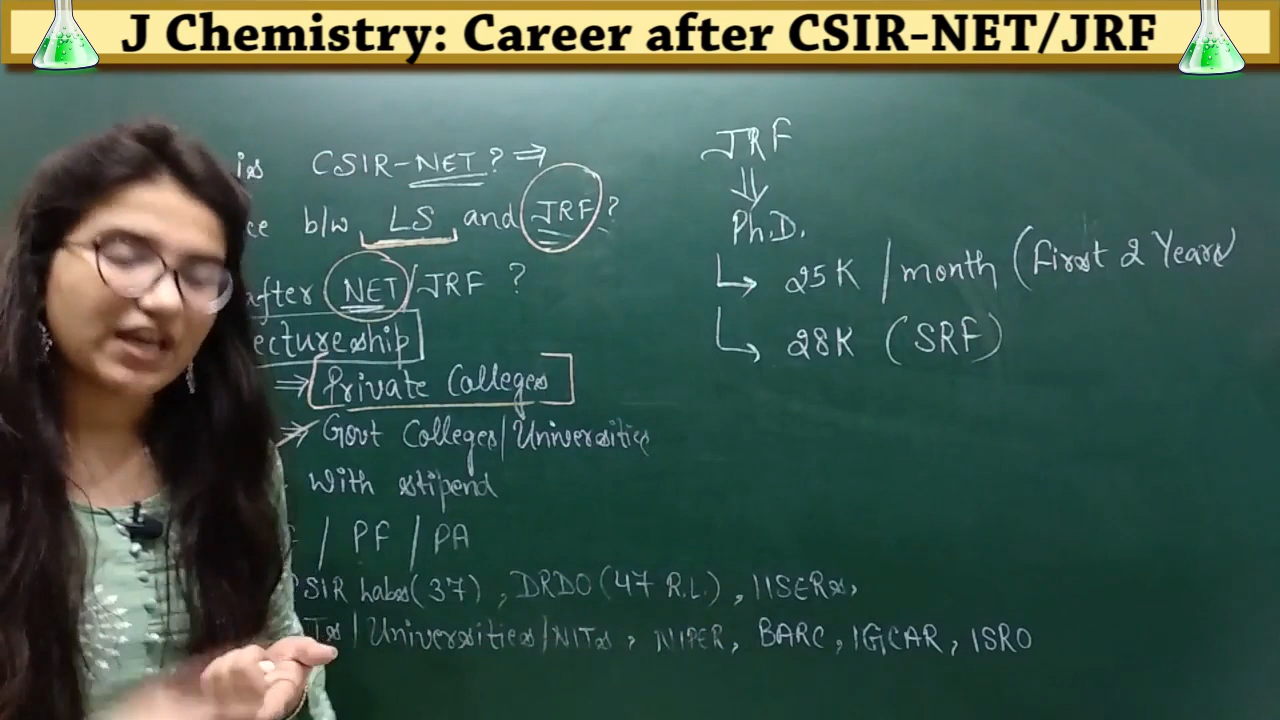 J Chemistry: Career after CSIR-NET/JRF
is CSIR-NET? ⇒
ce b/w LS and JRF?
after NET/JRF ?
ectureship
⇒ Private Colleges
⇒ Govt Colleges/Universities
with stipend
/ PF / PA
CSIR Labs(37), DRDO (47 R.L.), IISERs,
Ts/Universities/NITs, NIPER, BARC, IGCAR, ISRO
JRF
⇓
Ph.D.
↳ 25K /month (First 2 Years
↳ 28K (SRF)